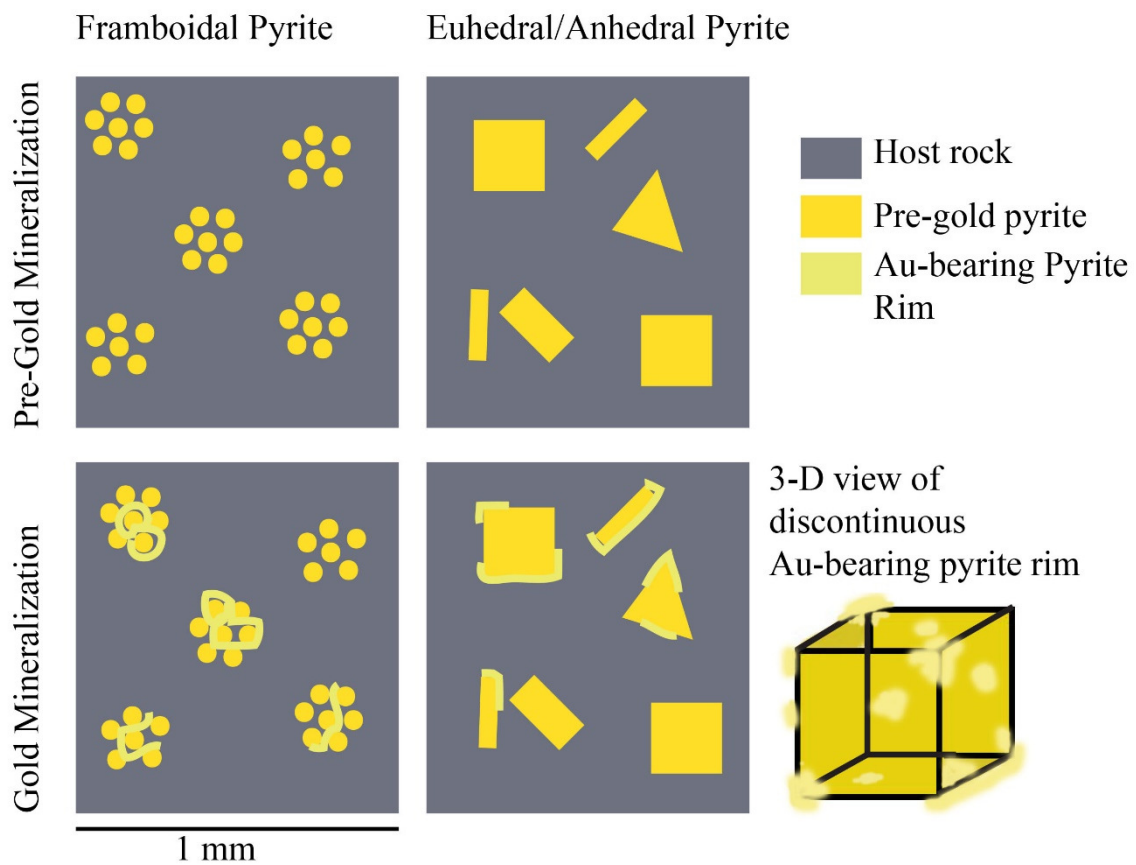 Framboidal Pyrite
Euhedral/Anhedral Pyrite
Pre-Gold Mineralization
Host rock
Pre-gold pyrite
Au-bearing Pyrite
Rim
Gold Mineralization
3-D view of
discontinuous
Au-bearing pyrite rim
1 mm